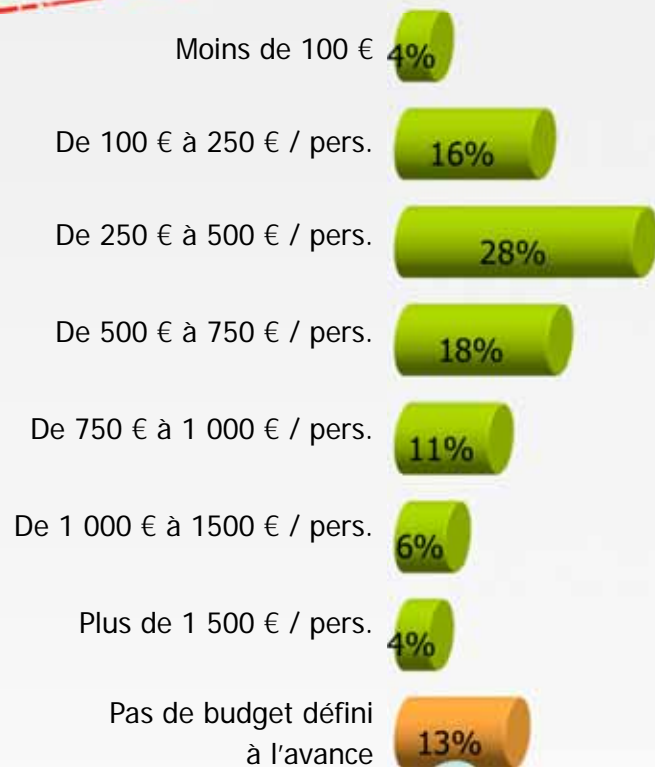 Moins de 100 € 4%
De 100 € à 250 € / pers. 16%
De 250 € à 500 € / pers. 28%
De 500 € à 750 € / pers. 18%
De 750 € à 1 000 € / pers. 11%
De 1 000 € à 1500 € / pers. 6%
Plus de 1 500 € / pers. 4%
Pas de budget défini
à l'avance 13%